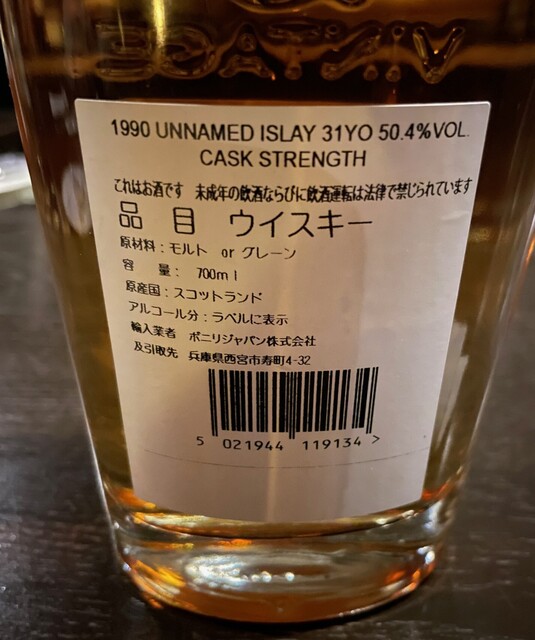 VINTAGE
1990 UNNAMED ISLAY 31YO 50.4%VOL.
CASK STRENGTH
これはお酒です 未成年の飲酒ならびに飲酒運転は法律で禁じられています
品 目 ウイスキー
原材料：モルト or グレーン
容 量： 700ml
原産国：スコットランド
アルコール分：ラベルに表示
輸入業者 ボニリジャパン株式会社
及引取先 兵庫県西宮市寿町4-32
5 021944 119134 >